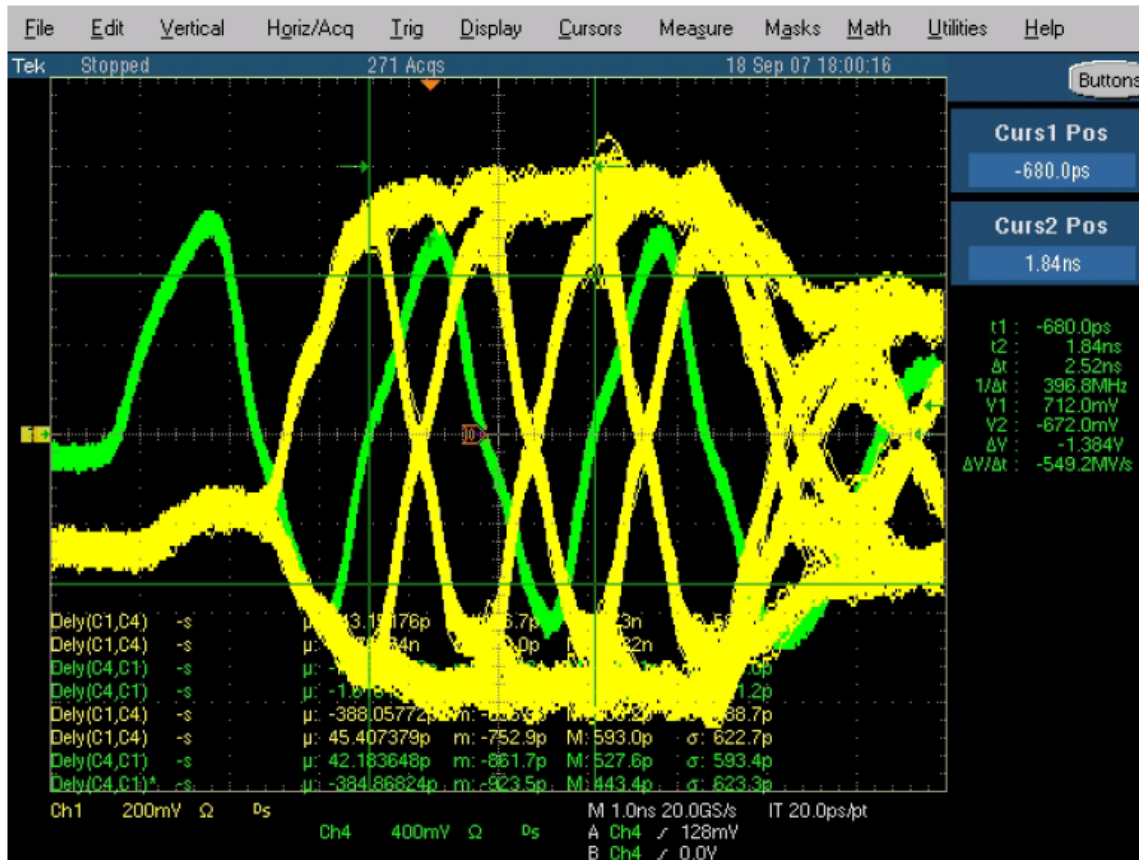 File Edit Vertical Horiz/Acq Trig Display Cursors Measure Masks Math Utilities Help
Tek Stopped 271 Acqs 18 Sep 07 18:00:16
Buttons
Curs1 Pos
-680.0ps
Curs2 Pos
1.84ns
t1 : -680.0ps
t2 : 1.84ns
Δt : 2.52ns
1/Δt : 396.8MHz
V1 : 712.0mV
V2 : -672.0mV
ΔV : -1.384V
ΔV/Δt : -549.2MV/s
Dely(C1,C4) -s
Dely(C1,C4) -s
Dely(C4,C1) -s
Dely(C4,C1) -s
Dely(C1,C4) -s µ: -388.05772p
Dely(C1,C4) -s µ: 45.407379p m: -752.9p M: 593.0p σ: 622.7p
Dely(C4,C1) -s µ: 42.183648p m: -861.7p M: 527.6p σ: 593.4p
Dely(C4,C1)* -s µ: -384.86824p m: -923.5p M: 443.4p σ: 623.3p
Ch1 200mV Ω M 1.0ns 20.0GS/s IT 20.0ps/pt
Ch4 400mV Ω A Ch4 128mV
B Ch4 0.0V